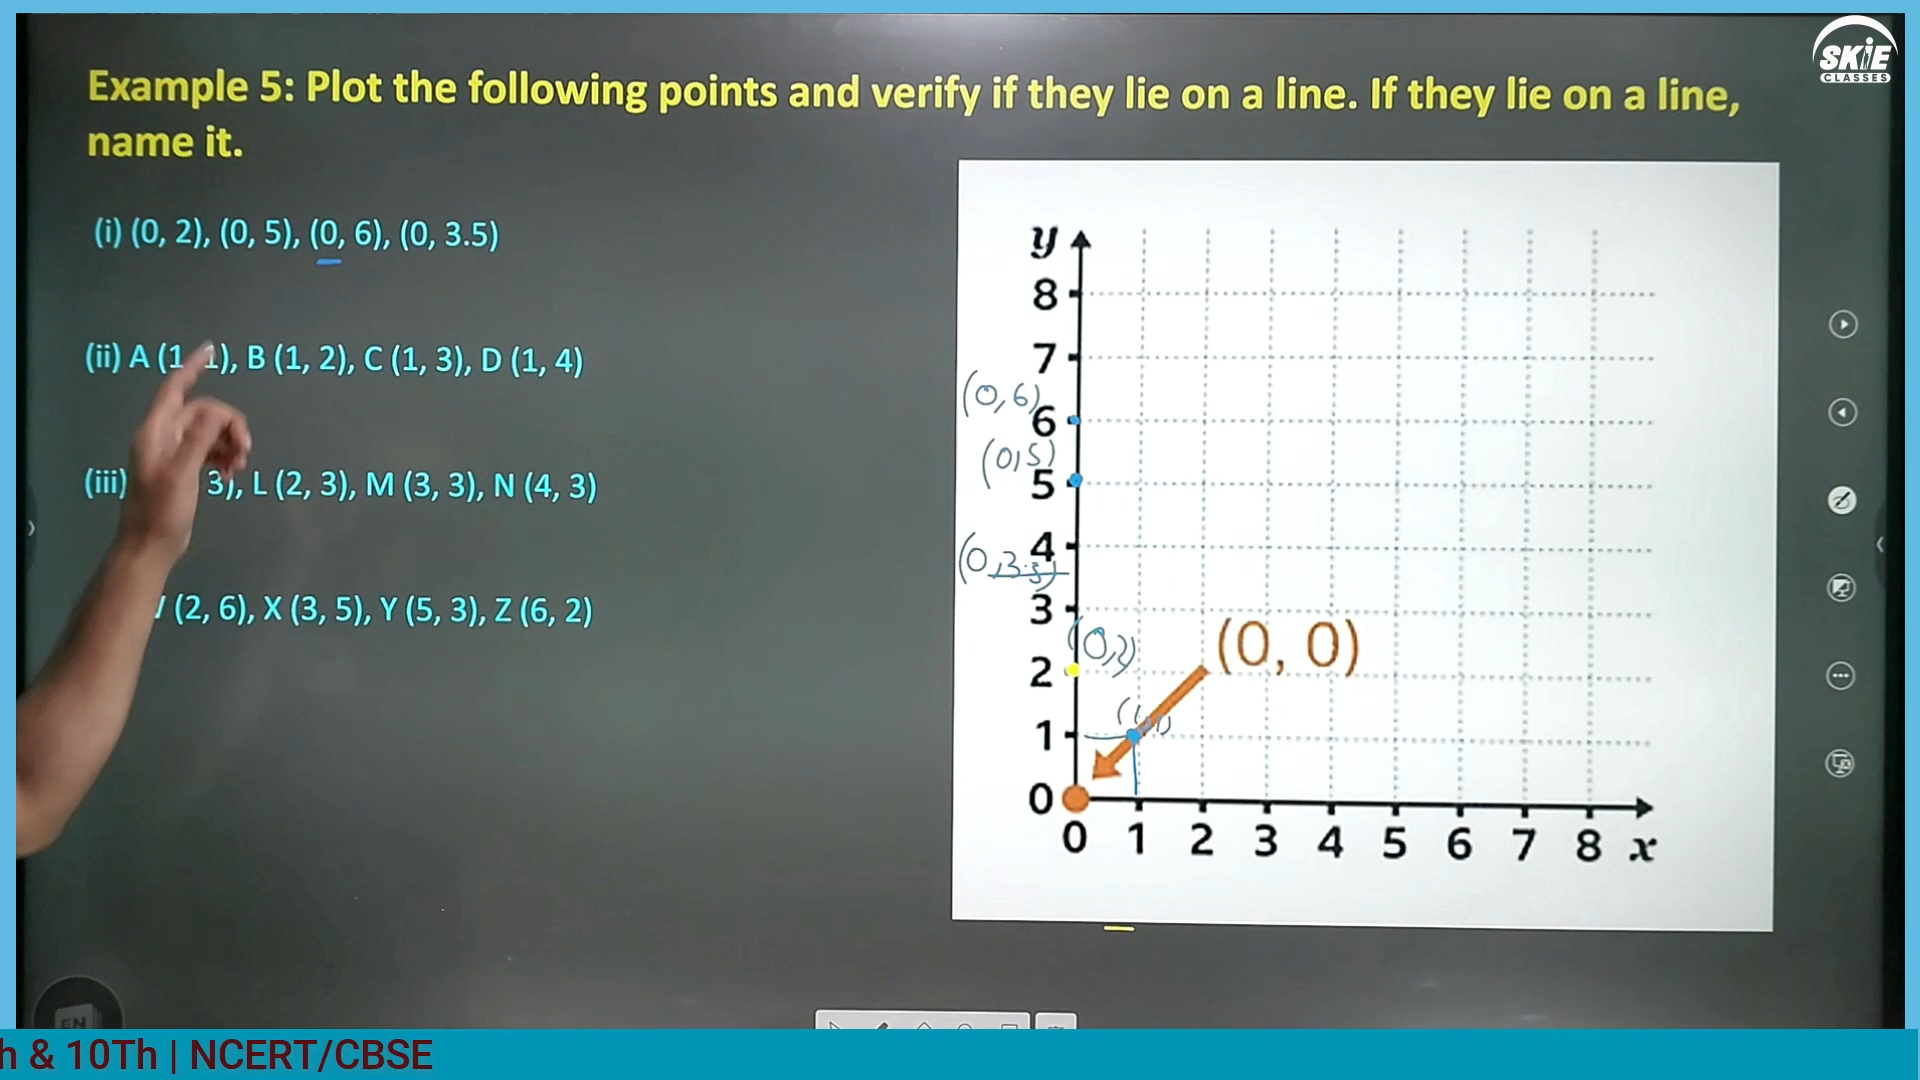 SKIE
CLASSES
Example 5: Plot the following points and verify if they lie on a line. If they lie on a line,
name it.
(i) (0, 2), (0, 5), (0, 6), (0, 3.5)
(ii) A (1, 1), B (1, 2), C (1, 3), D (1, 4)
(iii) 3), L (2, 3), M (3, 3), N (4, 3)
(2, 6), X (3, 5), Y (5, 3), Z (6, 2)
y
8
7
(0,6)
6
(0,5)
5
4
(0,3.5)
3
(0,2)
(0, 0)
2
(1,1)
1
0
0 1 2 3 4 5 6 7 8 x
EN
h & 10Th | NCERT/CBSE